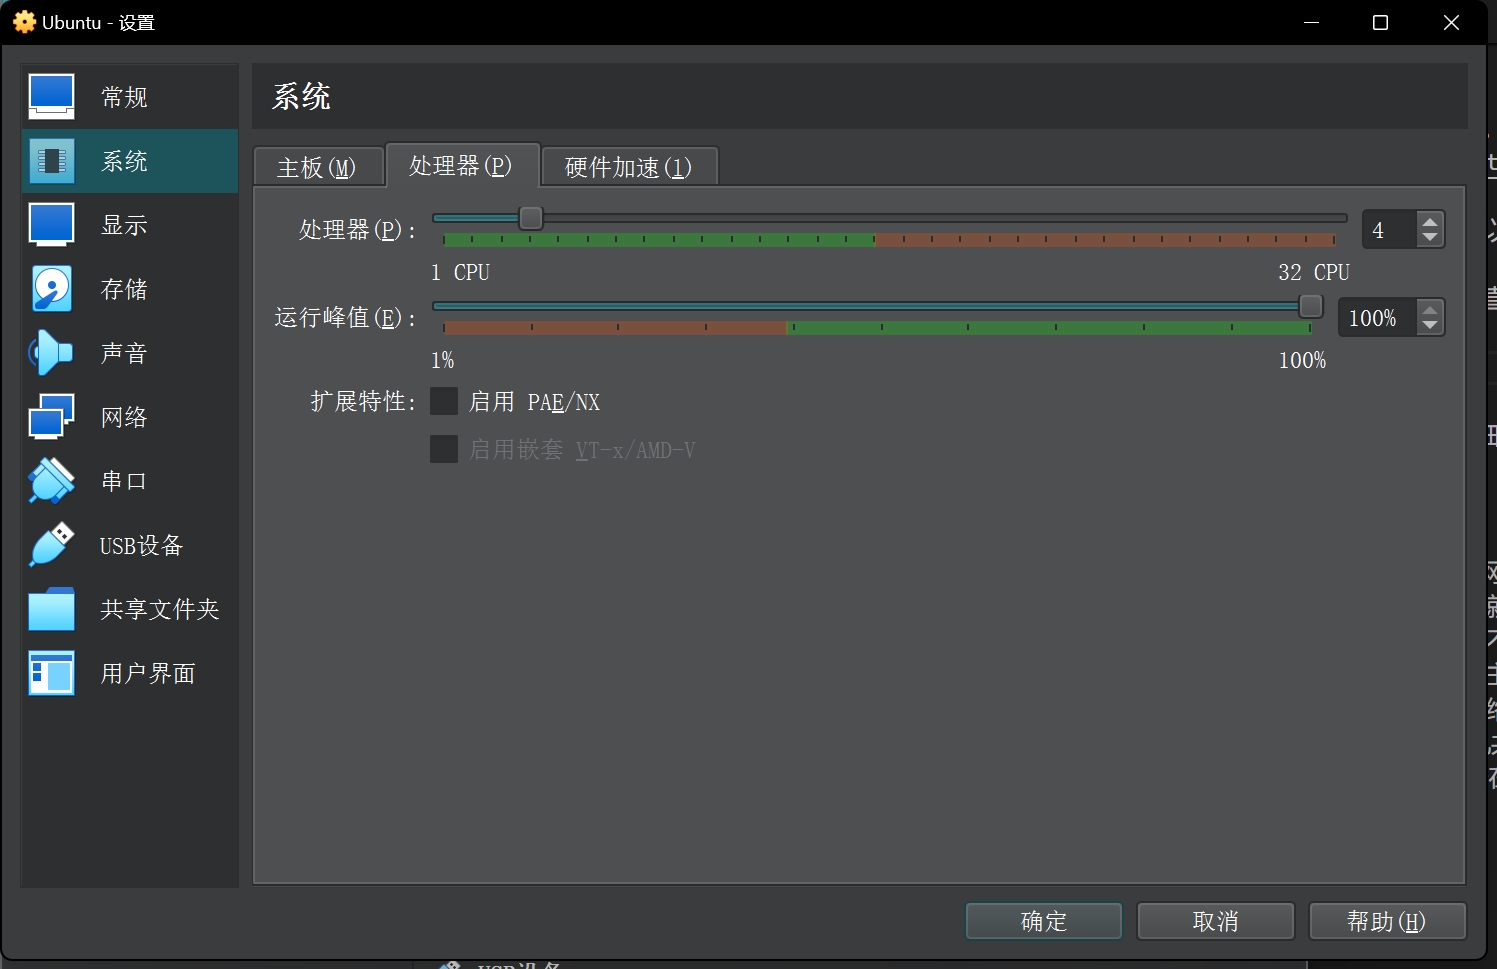 Ubuntu - 设置
常规
系统
显示
存储
声音
网络
串口
USB设备
共享文件夹
用户界面
系统
主板(M)
处理器(P)
硬件加速(l)
处理器(P):
4
1 CPU
32 CPU
运行峰值(E):
100%
1%
100%
扩展特性:
启用 PAE/NX
启用嵌套 VT-x/AMD-V
确定
取消
帮助(H)